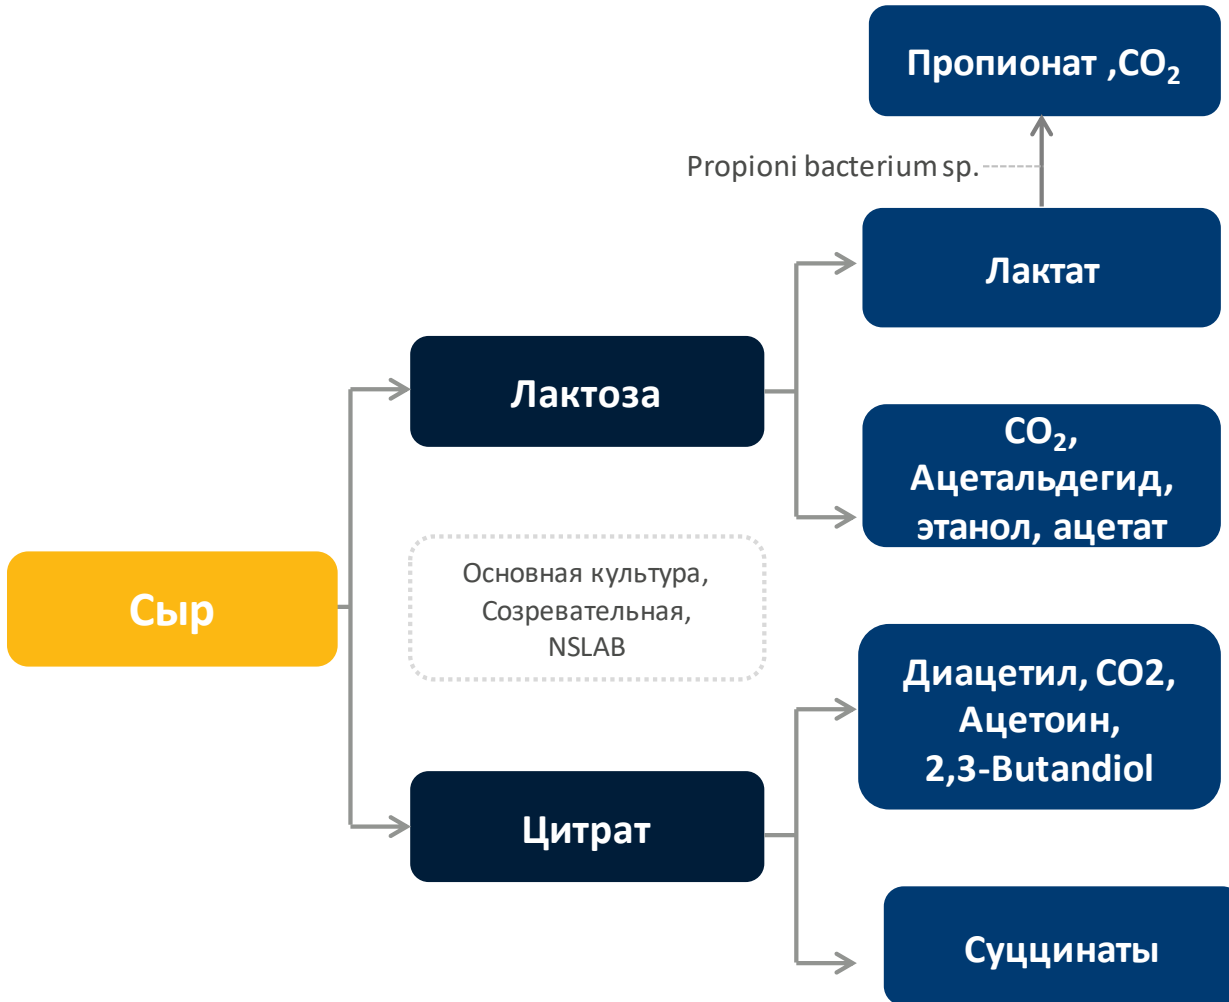 Пропионат ,CO₂
Propioni bacterium sp.
Лактат
Лактоза
CO₂,
Ацетальдегид,
этанол, ацетат
Основная культура,
Созревательная,
NSLAB
Сыр
Диацетил, CO2,
Ацетоин,
2,3-Butandiol
Цитрат
Суццинаты